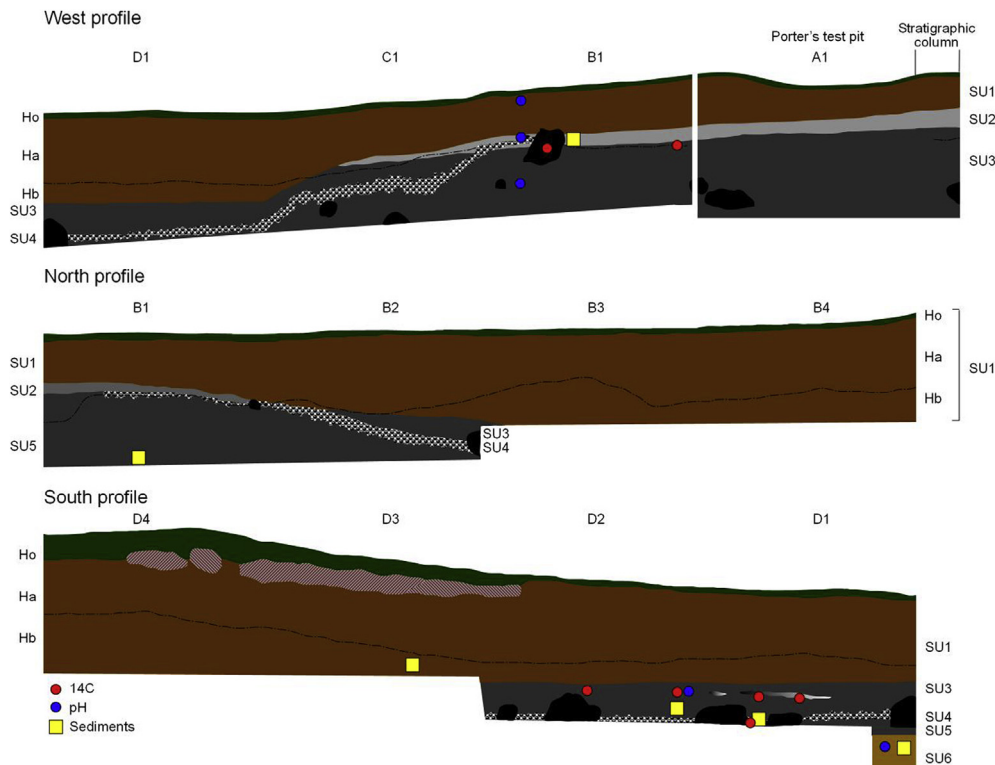 West profile
Porter's test pit
Stratigraphic
column
D1
C1
B1
A1
Ho
Ha
Hb
SU3
SU4
SU1
SU2
SU3
North profile
B1
B2
B3
B4
SU1
SU2
SU5
SU3
SU4
Ho
Ha
Hb
SU1
South profile
D4
D3
D2
D1
Ho
Ha
Hb
14C
pH
Sediments
SU1
SU3
SU4
SU5
SU6